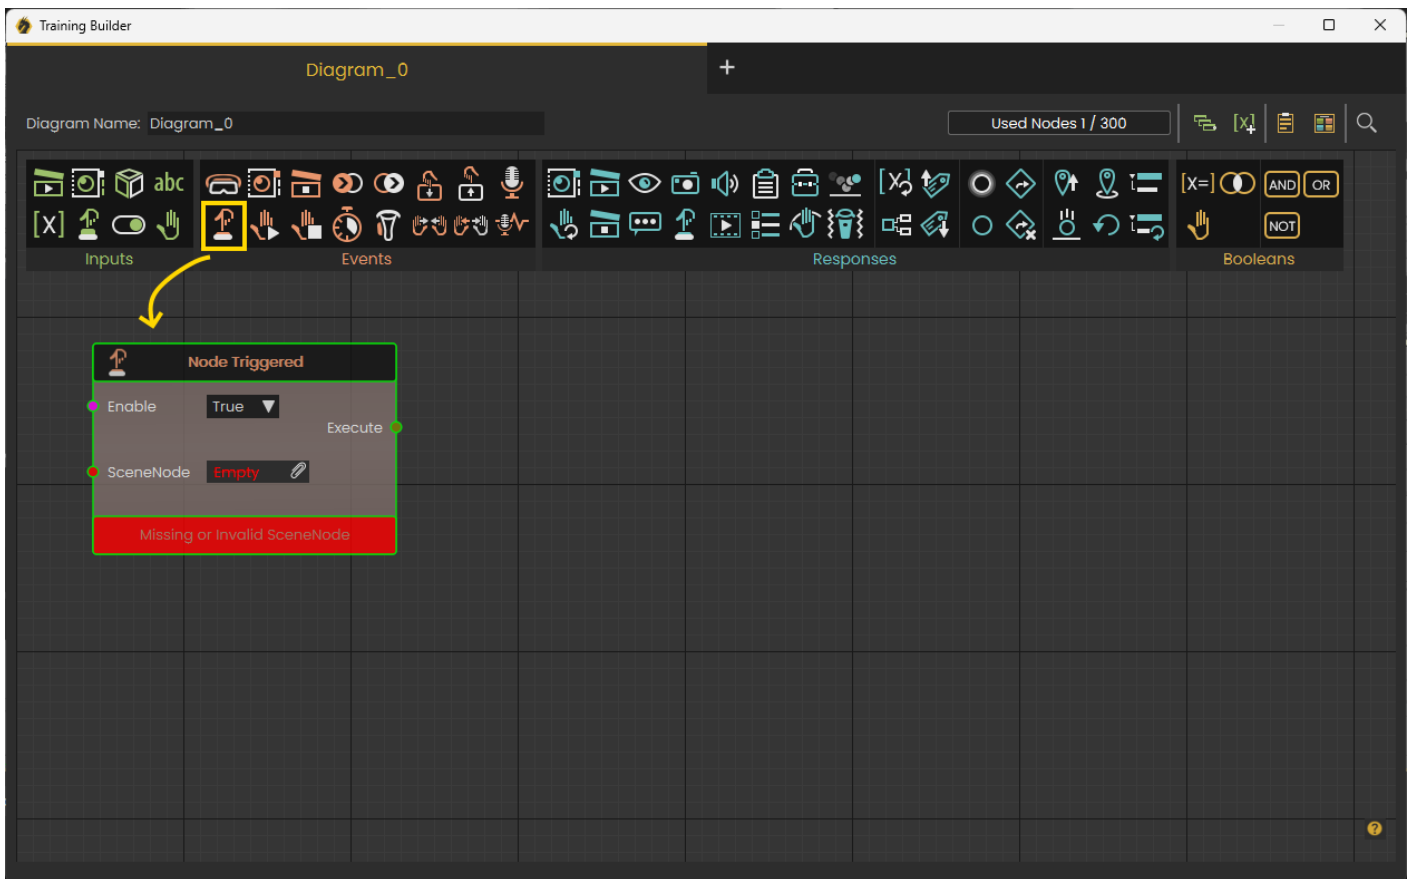 Training Builder
Diagram_0
+
Diagram Name: Diagram_0
Used Nodes 1 / 300
[x]
abc
[X=]
AND
OR
[x]
NOT
Inputs
Events
Responses
Booleans
Node Triggered
Enable
True
Execute
SceneNode
Empty
Missing or Invalid SceneNode
?